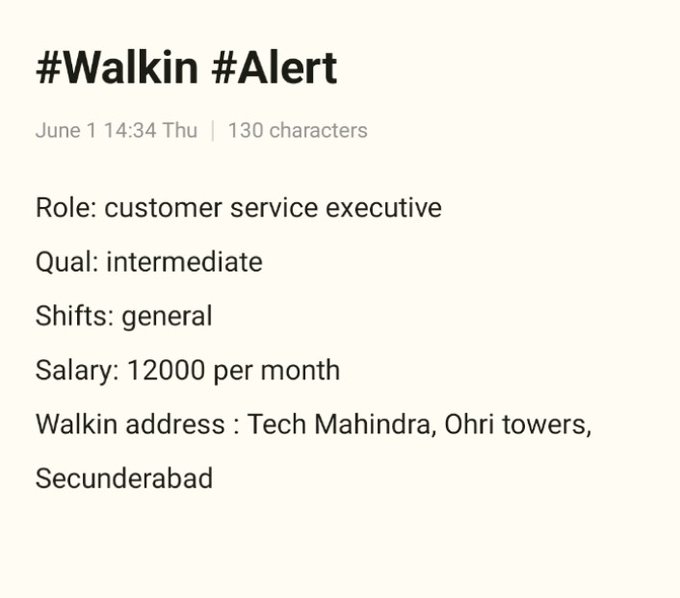 #Walkin #Alert
June 1 14:34 Thu | 130 characters
Role: customer service executive
Qual: intermediate
Shifts: general
Salary: 12000 per month
Walkin address : Tech Mahindra, Ohri towers,
Secunderabad